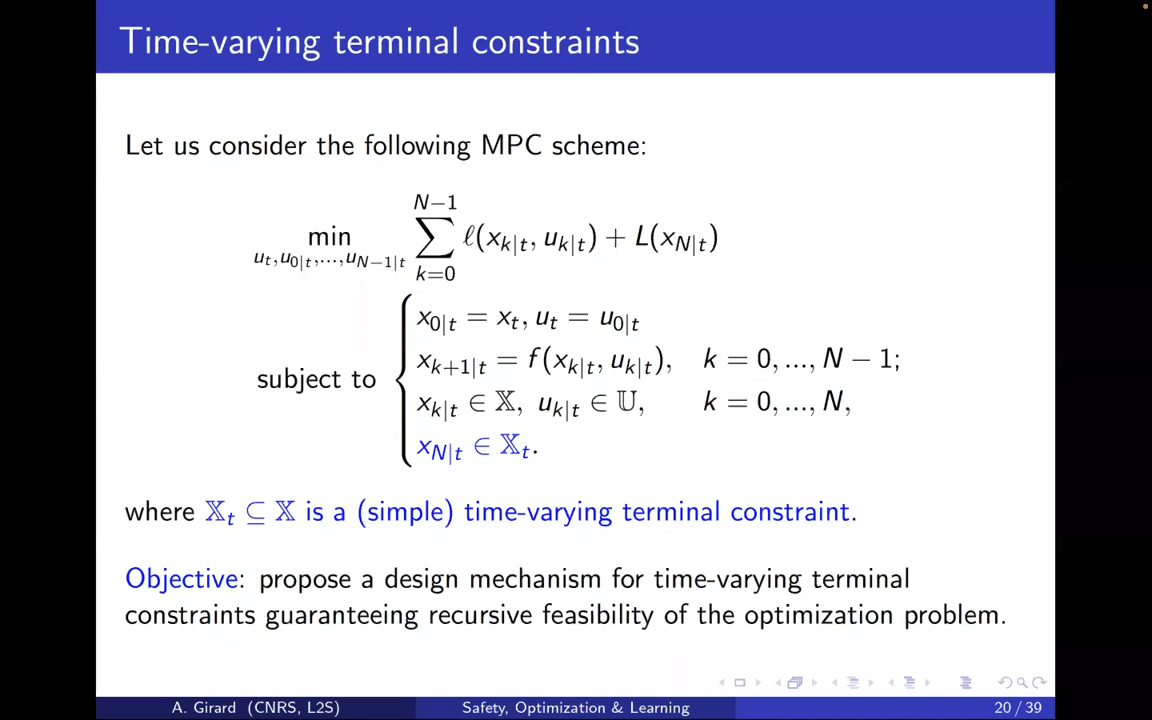 Time-varying terminal constraints
Let us consider the following MPC scheme:
min_{u_t, u_{0|t}, ..., u_{N−1|t}} ∑_{k=0}^{N−1} ℓ(x_{k|t}, u_{k|t}) + L(x_{N|t})
subject to
x_{0|t} = x_t, u_t = u_{0|t}
x_{k+1|t} = f(x_{k|t}, u_{k|t}), k = 0, ..., N − 1;
x_{k|t} ∈ 𝕏, u_{k|t} ∈ 𝕌, k = 0, ..., N,
x_{N|t} ∈ 𝕏_t.
where 𝕏_t ⊆ 𝕏 is a (simple) time-varying terminal constraint.
Objective: propose a design mechanism for time-varying terminal
constraints guaranteeing recursive feasibility of the optimization problem.
A. Girard (CNRS, L2S) Safety, Optimization & Learning 20 / 39